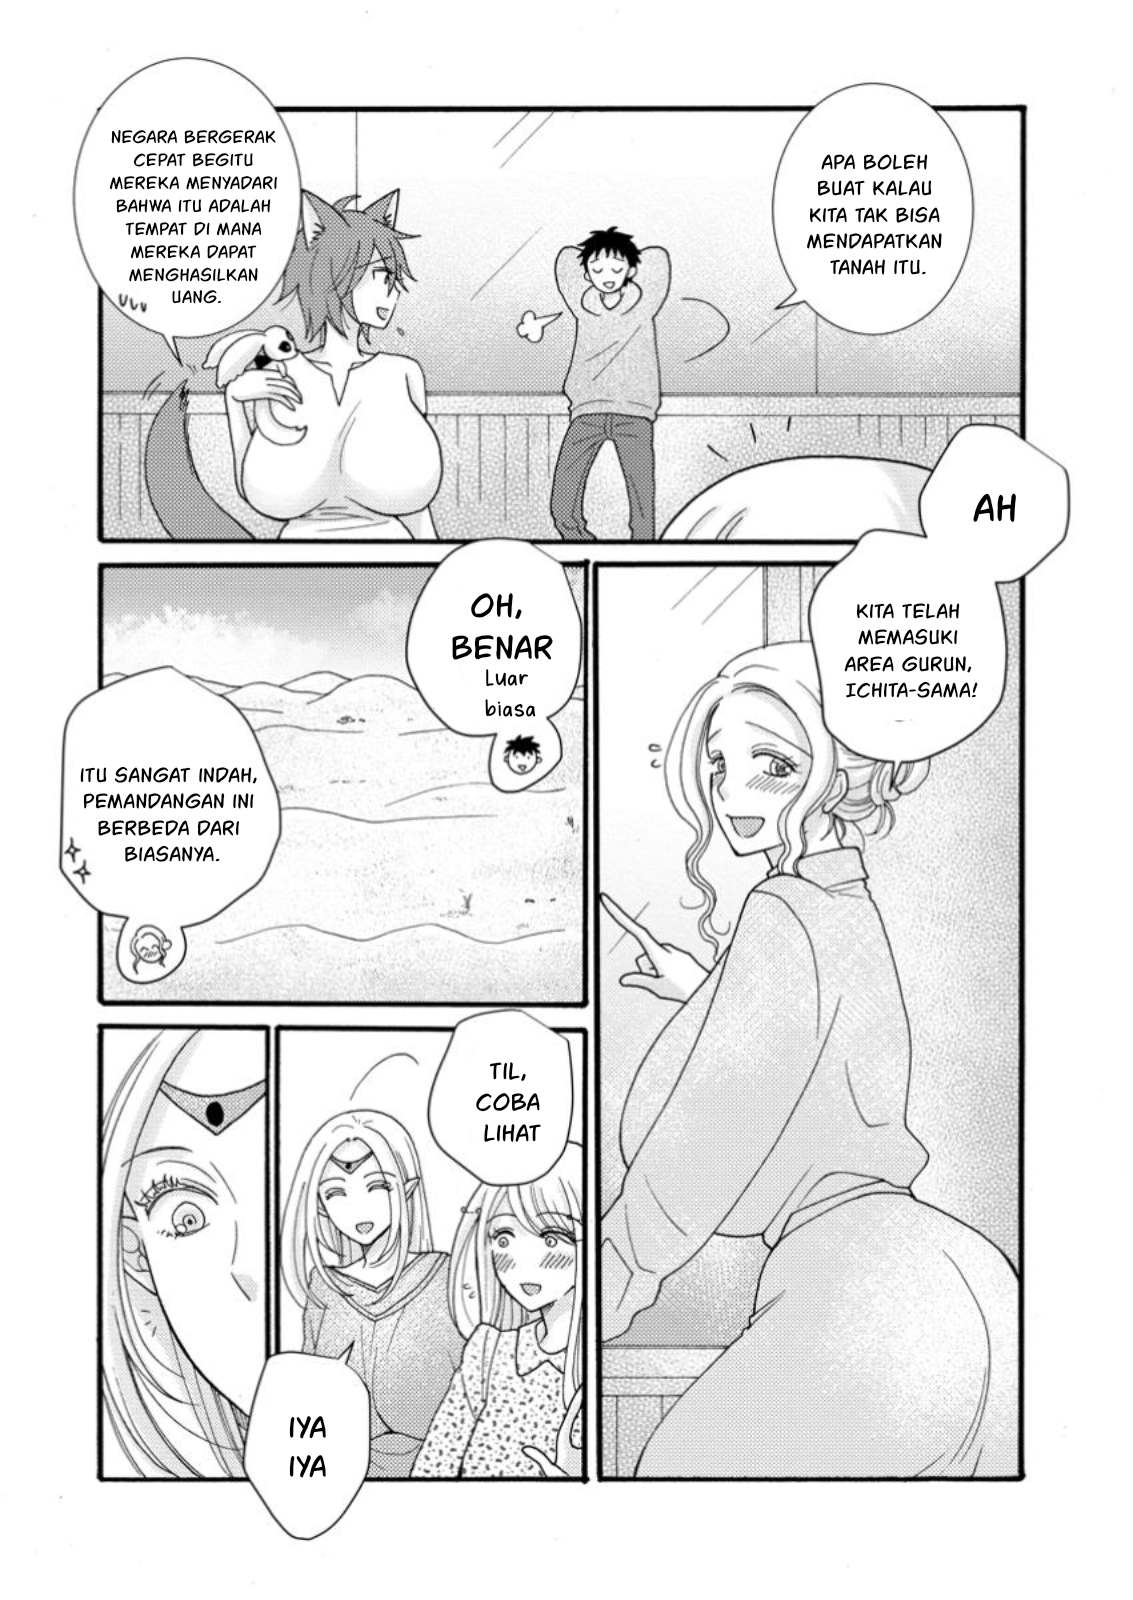 APA BOLEH
BUAT KALAU
KITA TAK BISA
MENDAPATKAN
TANAH ITU.
NEGARA BERGERAK
CEPAT BEGITU
MEREKA MENYADARI
BAHWA ITU ADALAH
TEMPAT DI MANA
MEREKA DAPAT
MENGHASILKAN
UANG.
AH
KITA TELAH
MEMASUKI
AREA GURUN,
ICHITA-SAMA!
OH,
BENAR
Luar
biasa
ITU SANGAT INDAH,
PEMANDANGAN INI
BERBEDA DARI
BIASANYA.
TIL,
COBA
LIHAT
IYA
IYA